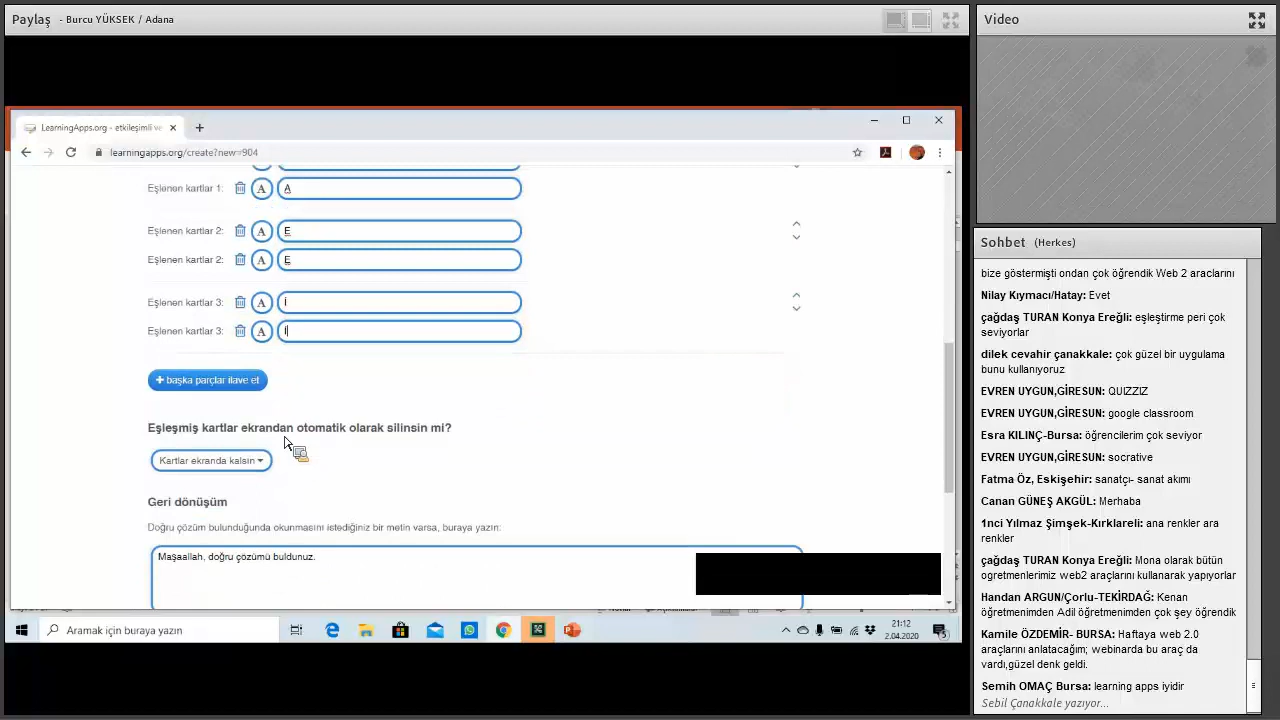 Paylaş - Burcu YÜKSEK / Adana
LearningApps.org - etkileşimli ve
learningapps.org/create?new=904
Eşlenen kartlar 1: A A
Eşlenen kartlar 2: A E
Eşlenen kartlar 2: A E
Eşlenen kartlar 3: A İ
Eşlenen kartlar 3: A İ
+ başka parçlar ilave et
Eşleşmiş kartlar ekrandan otomatik olarak silinsin mi?
Kartlar ekranda kalsın
Geri dönüşüm
Doğru çözüm bulunduğunda okunmasını istediğiniz bir metin varsa, buraya yazın:
Maşaallah, doğru çözümü buldunuz.
Aramak için buraya yazın
21:12
2.04.2020
5
Video
Sohbet (Herkes)
bize göstermişti ondan çok öğrendik Web 2 araclarını
Nilay Kıymacı/Hatay: Evet
çağdaş TURAN Konya Ereğli: eşleştirme peri çok
seviyorlar
dilek cevahir çanakkale: çok güzel bir uygulama
bunu kullanıyoruz
EVREN UYGUN,GİRESUN: QUIZZIZ
EVREN UYGUN,GİRESUN: google classroom
Esra KILINÇ-Bursa: öğrencilerim çok seviyor
EVREN UYGUN,GİRESUN: socrative
Fatma Öz, Eskişehir: sanatçı- sanat akımı
Canan GÜNEŞ AKGÜL: Merhaba
1nci Yılmaz Şimşek-Kırklareli: ana renkler ara
renkler
çağdaş TURAN Konya Ereğli: Mona olarak bütün
ogretmenlerimiz web2 araçlarını kullanarak yapıyorlar
Handan ARGUN/Çorlu-TEKİRDAĞ: Kenan
öğretmenimden Adil öğretmenimden çok şey öğrendik
Kamile ÖZDEMİR- BURSA: Haftaya web 2.0
araçlarını anlatacağım; webinarda bu araç da
vardı,güzel denk geldi.
Semih OMAÇ Bursa: learning apps iyidir
Sebil Çanakkale yazıyor...